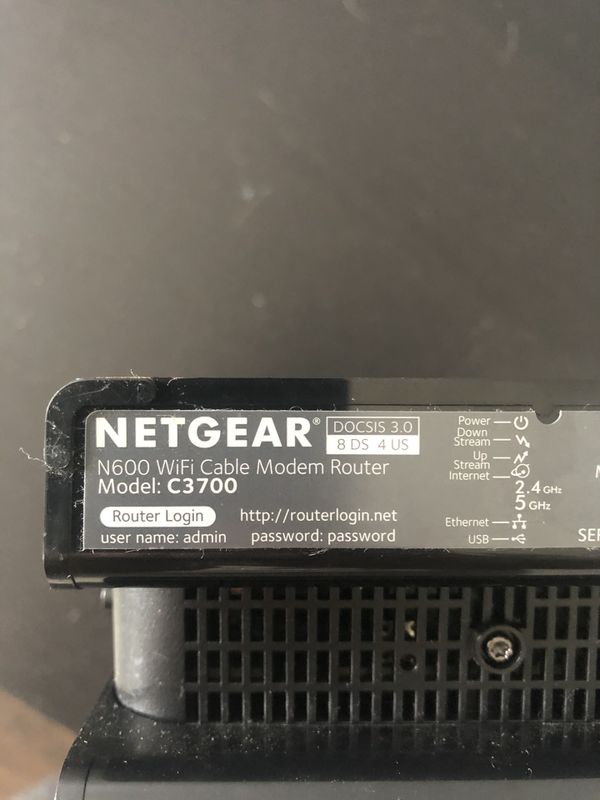 NETGEAR®
DOCSIS 3.0
8 DS 4 US
N600 WiFi Cable Modem Router
Model: C3700
Router Login http://routerlogin.net
user name: admin password: password
Power
Down
Stream
Up
Stream
Internet
2.4 GHz
5 GHz
Ethernet
USB
M
SER